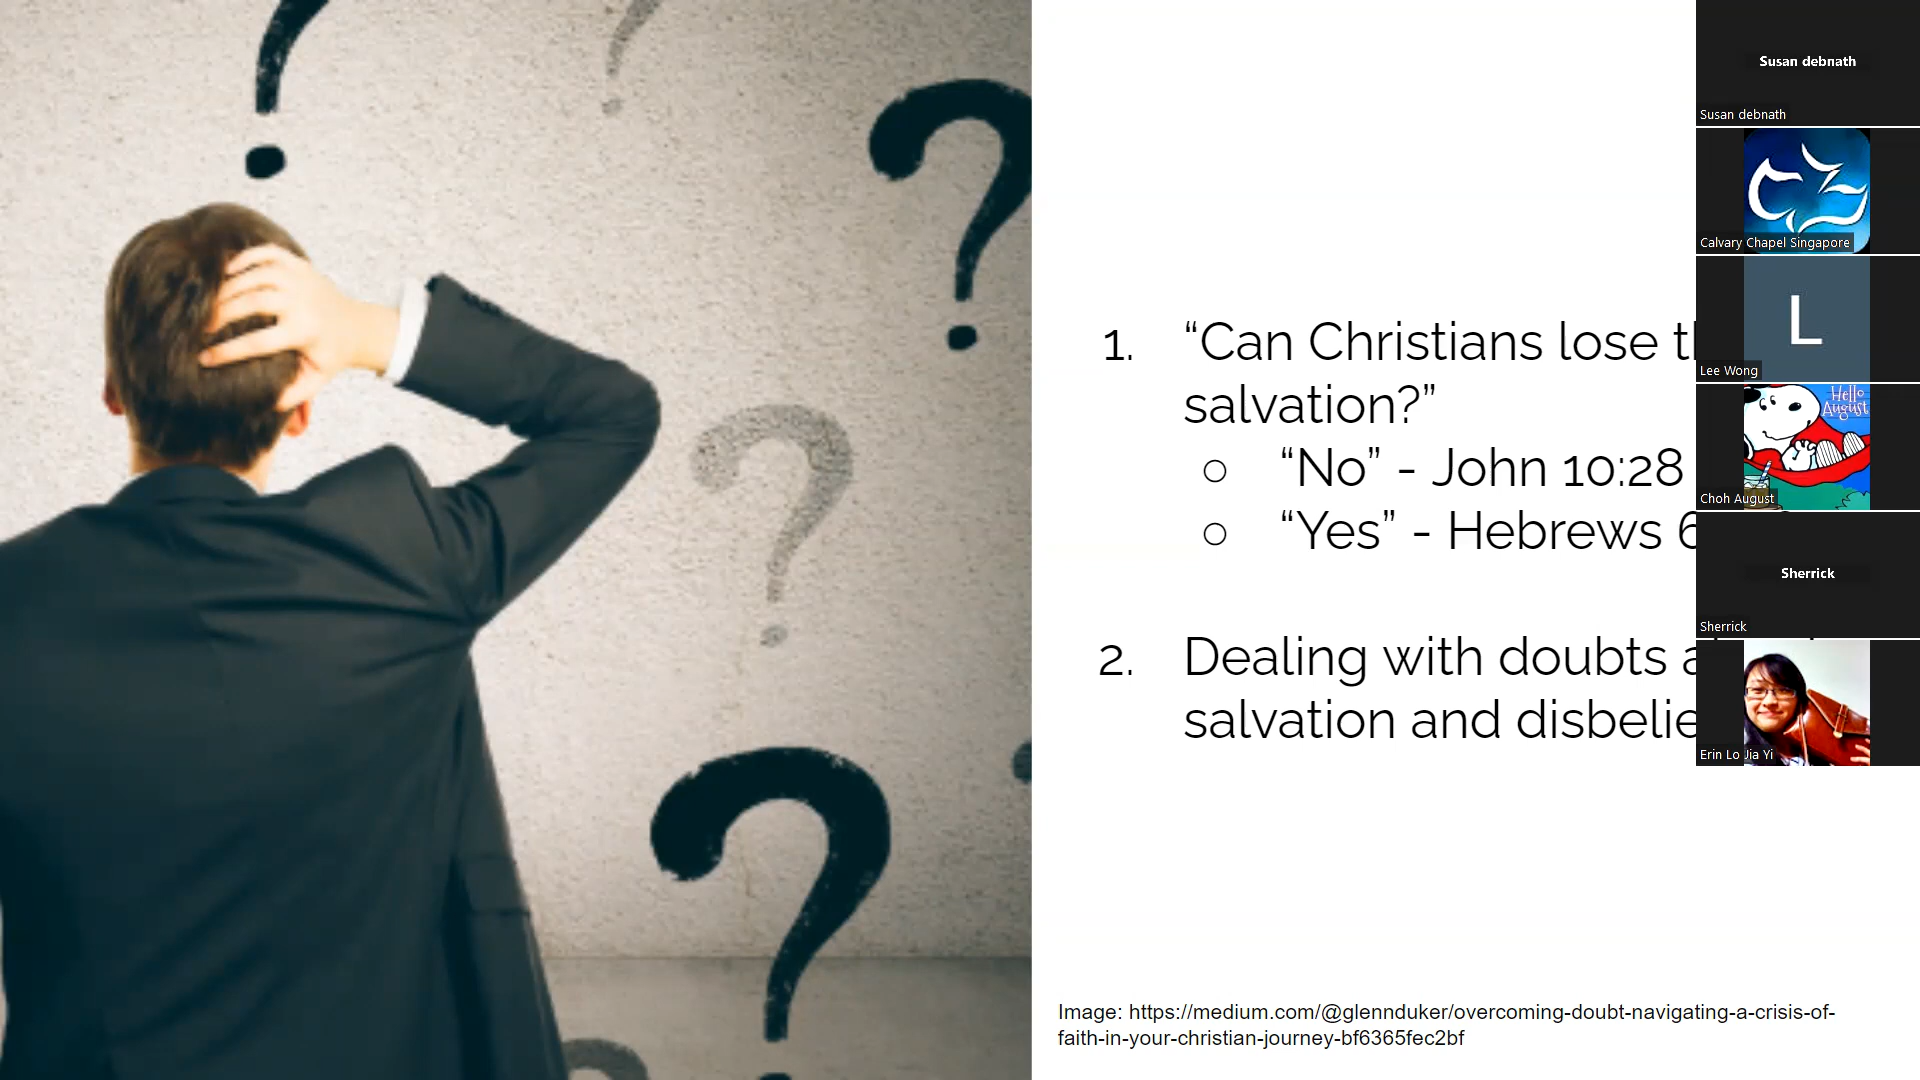 1. “Can Christians lose
salvation?”
○ “No” - John 10:28
○ “Yes” - Hebrews
2. Dealing with doubts
salvation and
Image: https://medium.com/@glennduker/overcoming-doubt-navigating-a-crisis-of-
faith-in-your-christian-journey-bf6365fec2bf
Susan debnath
Susan debnath
Calvary Chapel Singapore
L
Lee Wong
Hello
August
Choh August
Sherrick
Sherrick
Erin Lo Jia Yi